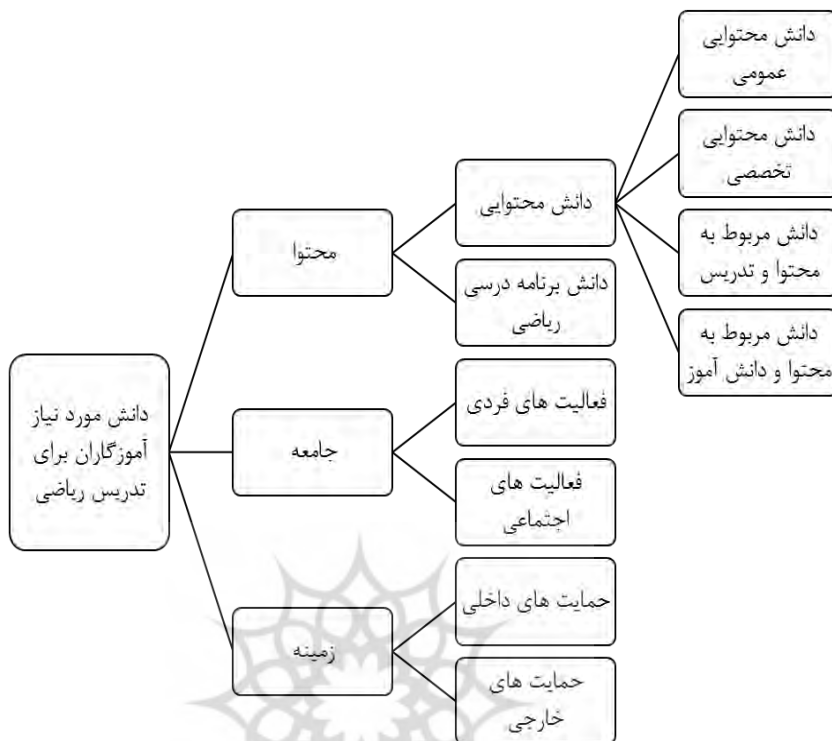 دانش مورد نیاز
آموزگاران برای
تدریس ریاضی
محتوا
دانش محتوایی
دانش محتوایی
عمومی
دانش محتوایی
تخصصی
دانش مربوط به
محتوا و تدریس
دانش مربوط به
محتوا و دانش آموز
دانش برنامه درسی
ریاضی
جامعه
فعالیت های فردی
فعالیت های
اجتماعی
زمینه
حمایت های داخلی
حمایت های
خارجی